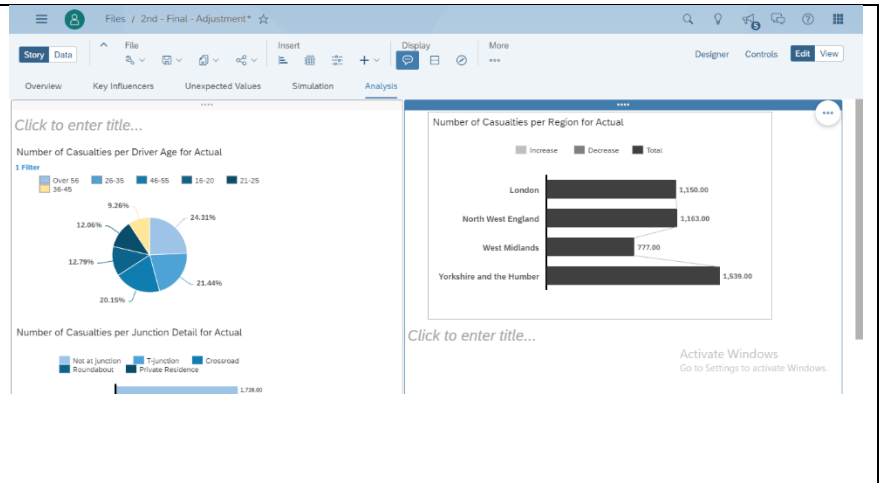 Files / 2nd - Final - Adjustment* ☆
5
Story Data
File
Insert
Display
More
Designer Controls Edit View
Overview Key Influencers Unexpected Values Simulation Analysis
Click to enter title...
Number of Casualties per Driver Age for Actual
1 Filter
Over 56 26-35 46-55 16-20 21-25
36-45
9.26%
24.31%
12.06%
12.79%
21.44%
20.15%
Number of Casualties per Junction Detail for Actual
Not at junction T-junction Crossroad
Roundabout Private Residence
1,739.00
Number of Casualties per Region for Actual
Increase Decrease Total
London 1,150.00
North West England 1,163.00
West Midlands 777.00
Yorkshire and the Humber 1,539.00
Click to enter title...
Activate Windows
Go to Settings to activate Windows.